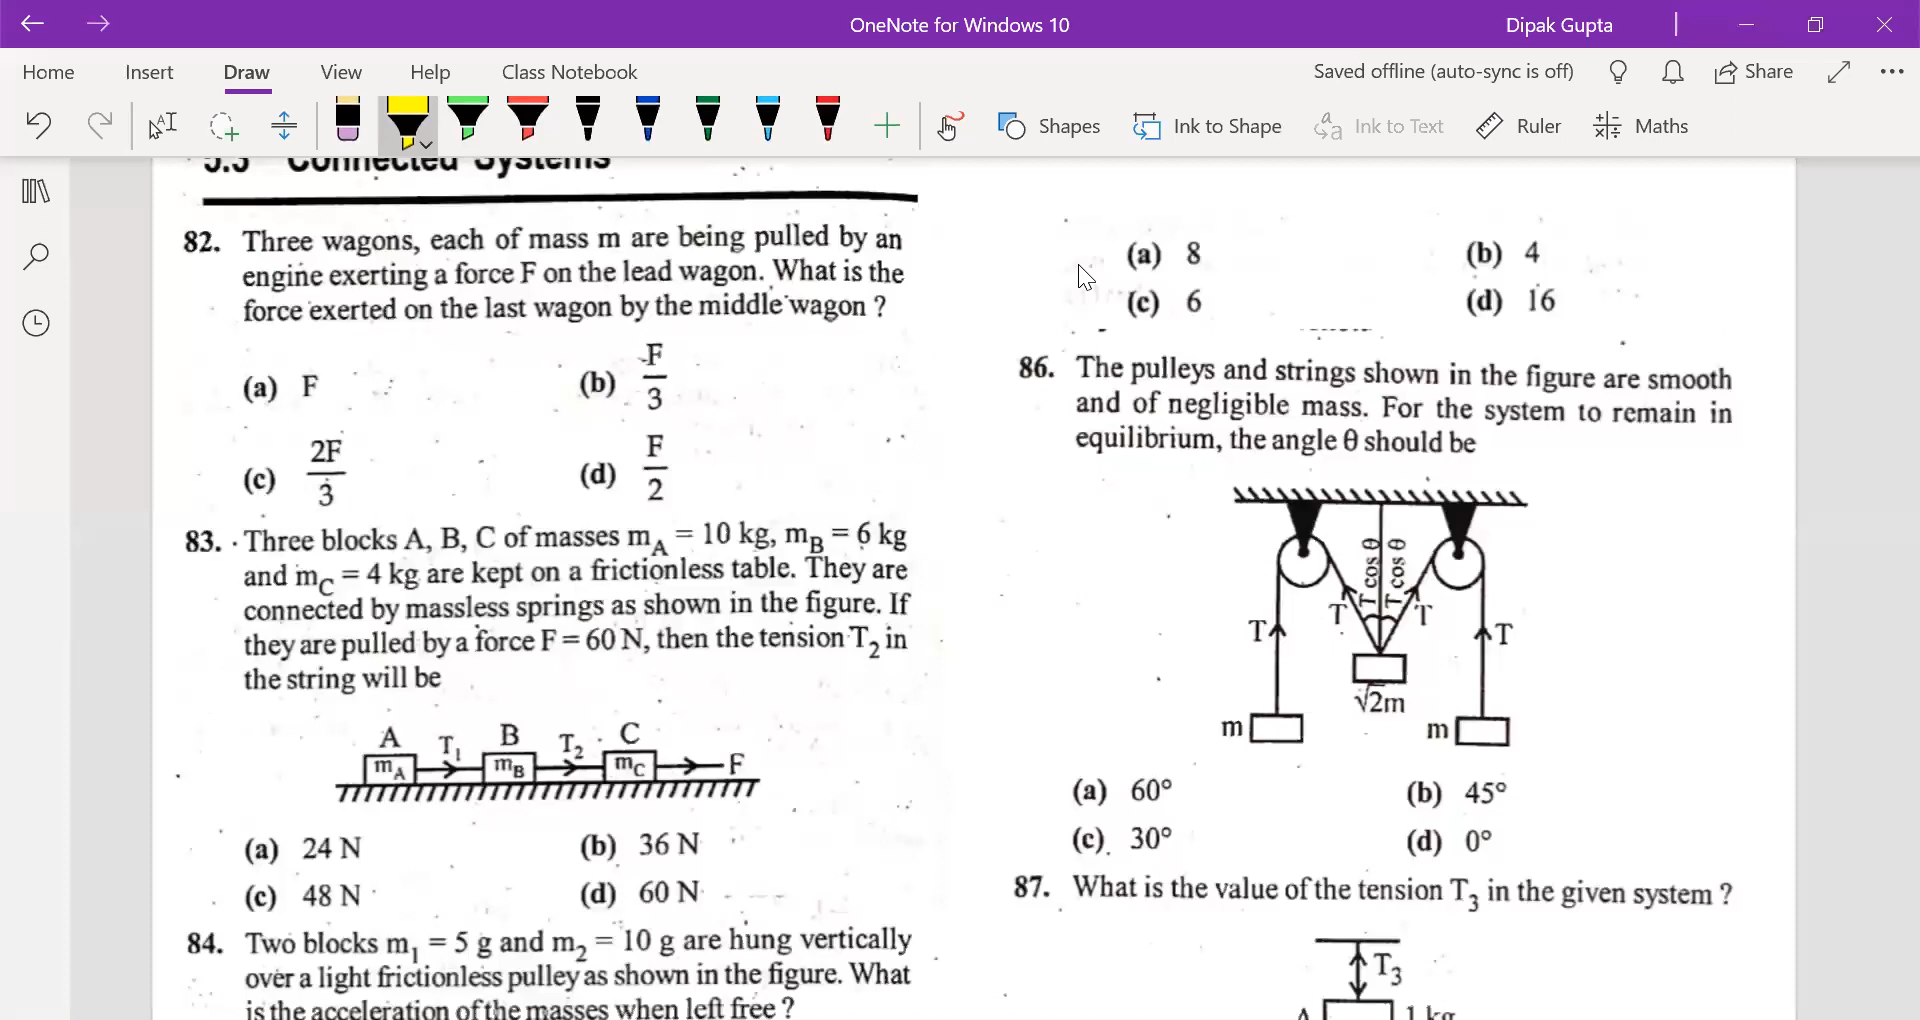 OneNote for Windows 10
Dipak Gupta
Home Insert Draw View Help Class Notebook
Saved offline (auto-sync is off) Share
Shapes Ink to Shape Ink to Text Ruler Maths
5.5 Connected Systems
82. Three wagons, each of mass m are being pulled by an
engine exerting a force F on the lead wagon. What is the
force exerted on the last wagon by the middle wagon ?
(a) F (b) F/3
(c) 2F/3 (d) F/2
83. Three blocks A, B, C of masses m_A = 10 kg, m_B = 6 kg
and m_C = 4 kg are kept on a frictionless table. They are
connected by massless springs as shown in the figure. If
they are pulled by a force F = 60 N, then the tension T₂ in
the string will be
A T₁ B T₂ C
m_A m_B m_C F
(a) 24 N (b) 36 N
(c) 48 N (d) 60 N
84. Two blocks m₁ = 5 g and m₂ = 10 g are hung vertically
over a light frictionless pulley as shown in the figure. What
is the acceleration of the masses when left free ?
(a) 8 (b) 4
(c) 6 (d) 16
86. The pulleys and strings shown in the figure are smooth
and of negligible mass. For the system to remain in
equilibrium, the angle θ should be
T cos θ T cos θ
T T T T
√2m
m m
(a) 60° (b) 45°
(c) 30° (d) 0°
87. What is the value of the tension T₃ in the given system ?
T₃
A 1 kg